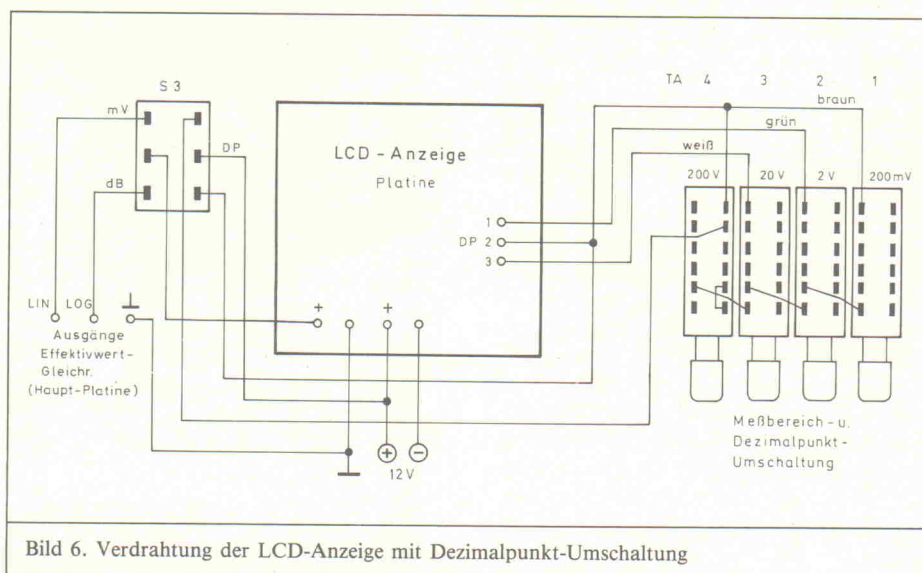 S 3
mV
DP
dB
LIN LOG
Ausgänge
Effektivwert-
Gleichr.
(Haupt-Platine)
LCD - Anzeige
Platine
1
DP 2
3
+ +
+ −
12 V
TA 4 3 2 1
braun
grün
weiß
200 V 20 V 2 V 200 mV
Meßbereich - u.
Dezimalpunkt-
Umschaltung
Bild 6. Verdrahtung der LCD-Anzeige mit Dezimalpunkt-Umschaltung